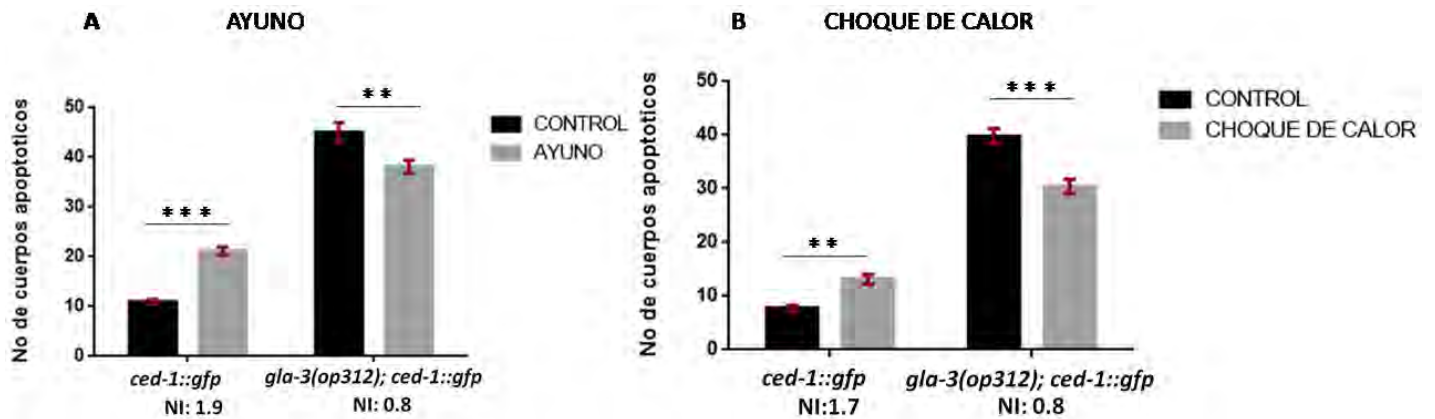 A AYUNO
No de cuerpos apoptoticos
50
40
30
20
10
0
***
**
CONTROL
AYUNO
ced-1::gfp
NI: 1.9
gla-3(op312); ced-1::gfp
NI: 0.8
B CHOQUE DE CALOR
No de cuerpos apoptoticos
50
40
30
20
10
0
**
***
CONTROL
CHOQUE DE CALOR
ced-1::gfp
NI:1.7
gla-3(op312); ced-1::gfp
NI: 0.8